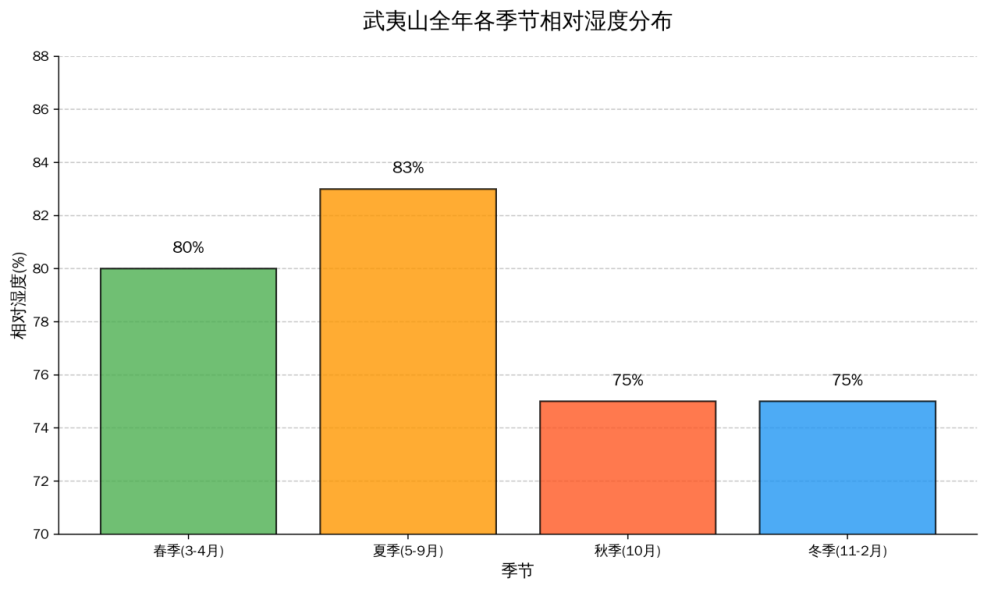 武夷山全年各季节相对湿度分布
相对湿度(%)
88
86
84
82
80
78
76
74
72
70
80%
83%
75%
75%
春季(3-4月)
夏季(5-9月)
秋季(10月)
冬季(11-2月)
季节